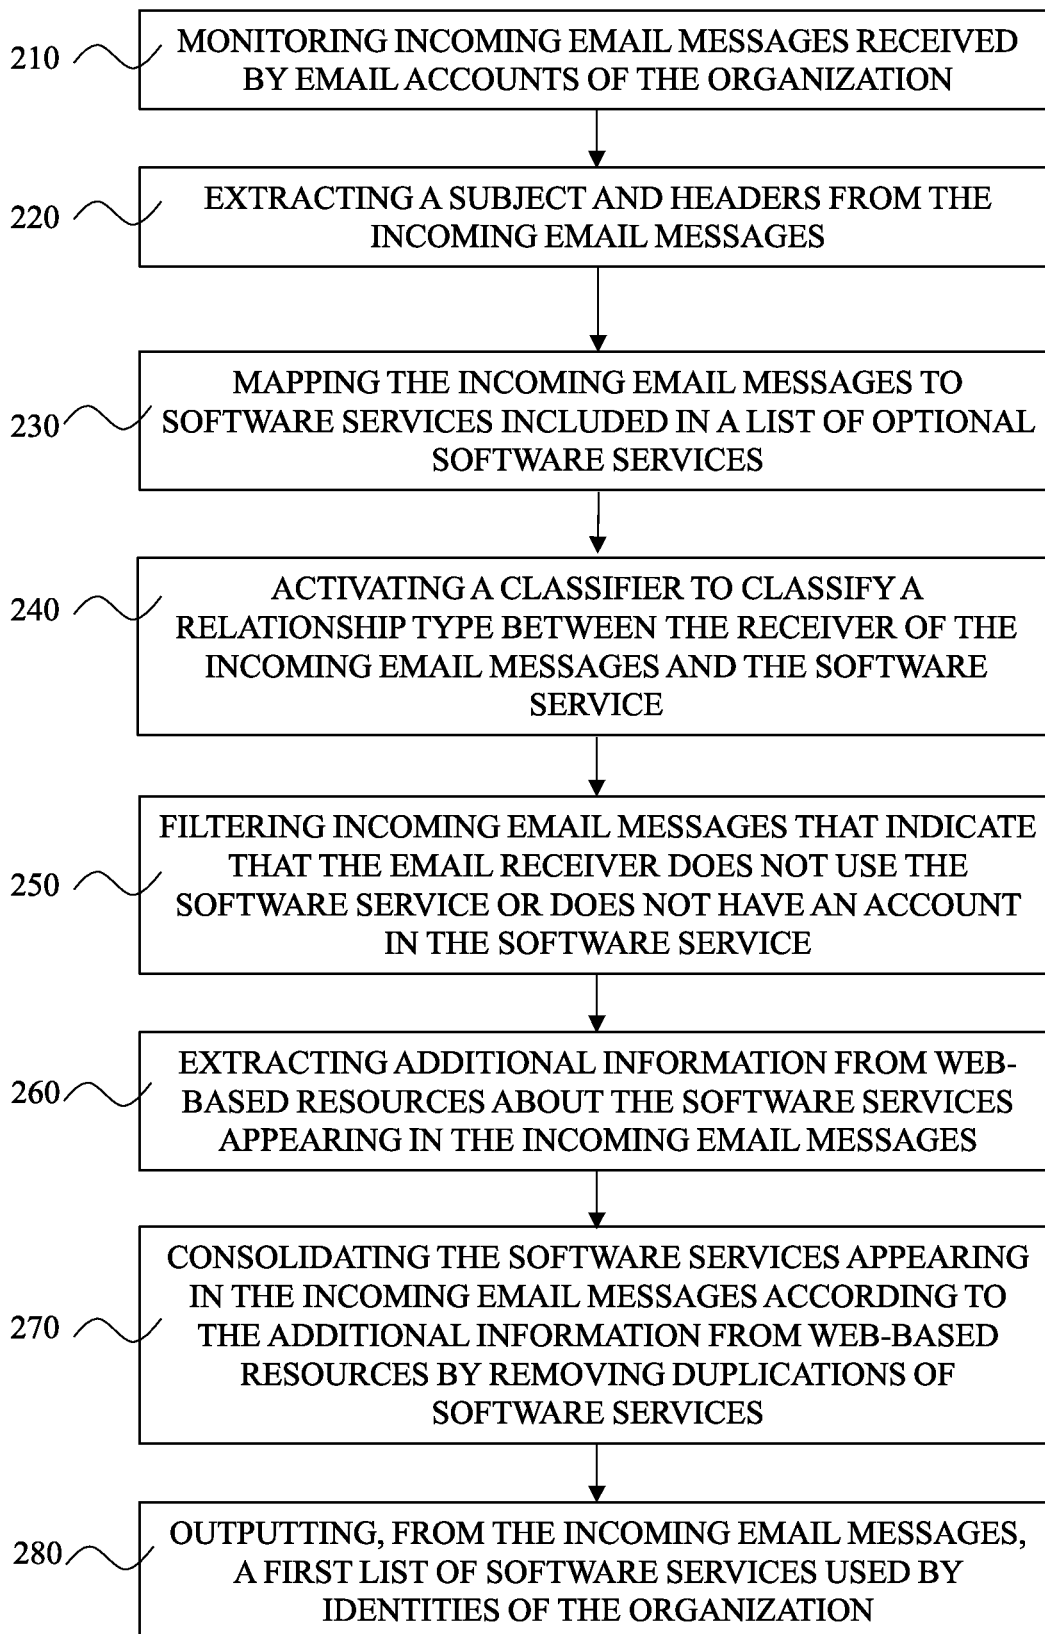 210
MONITORING INCOMING EMAIL MESSAGES RECEIVED
BY EMAIL ACCOUNTS OF THE ORGANIZATION
220
EXTRACTING A SUBJECT AND HEADERS FROM THE
INCOMING EMAIL MESSAGES
230
MAPPING THE INCOMING EMAIL MESSAGES TO
SOFTWARE SERVICES INCLUDED IN A LIST OF OPTIONAL
SOFTWARE SERVICES
240
ACTIVATING A CLASSIFIER TO CLASSIFY A
RELATIONSHIP TYPE BETWEEN THE RECEIVER OF THE
INCOMING EMAIL MESSAGES AND THE SOFTWARE
SERVICE
250
FILTERING INCOMING EMAIL MESSAGES THAT INDICATE
THAT THE EMAIL RECEIVER DOES NOT USE THE
SOFTWARE SERVICE OR DOES NOT HAVE AN ACCOUNT
IN THE SOFTWARE SERVICE
260
EXTRACTING ADDITIONAL INFORMATION FROM WEB-
BASED RESOURCES ABOUT THE SOFTWARE SERVICES
APPEARING IN THE INCOMING EMAIL MESSAGES
270
CONSOLIDATING THE SOFTWARE SERVICES APPEARING
IN THE INCOMING EMAIL MESSAGES ACCORDING TO
THE ADDITIONAL INFORMATION FROM WEB-BASED
RESOURCES BY REMOVING DUPLICATIONS OF
SOFTWARE SERVICES
280
OUTPUTTING, FROM THE INCOMING EMAIL MESSAGES,
A FIRST LIST OF SOFTWARE SERVICES USED BY
IDENTITIES OF THE ORGANIZATION